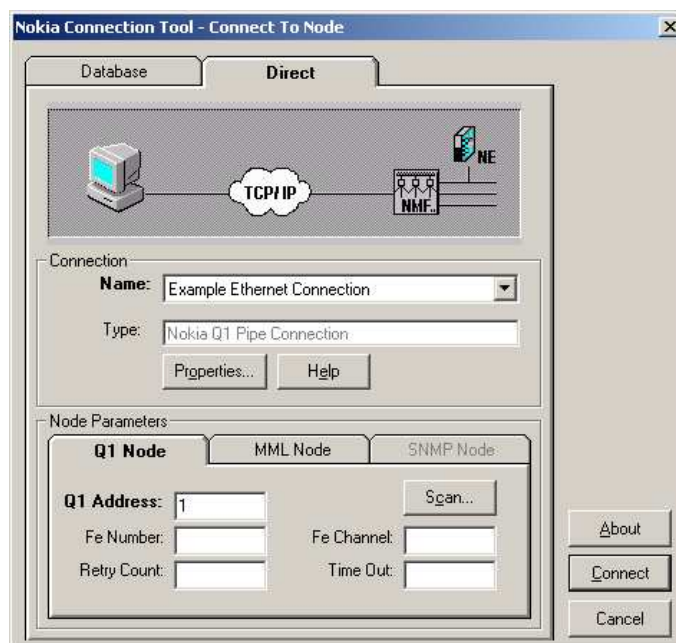 Nokia Connection Tool - Connect To Node
Database
Direct
NE
TCP/IP
NMF..
Connection
Name: Example Ethernet Connection
Type: Nokia Q1 Pipe Connection
Properties... Help
Node Parameters
Q1 Node MML Node SNMP Node
Q1 Address: 1 Scan...
Fe Number: Fe Channel:
Retry Count: Time Out:
About
Connect
Cancel